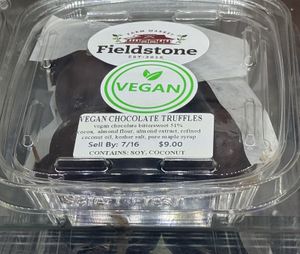 FARM MARKET
Fieldstone
EST·2016
VEGAN
VEGAN CHOCOLATE TRUFFLES
vegan chocolate bittersweet 51%
cocoa, almond flour, almond extract, refined
coconut oil, kosher salt, pure maple syrup
Sell By: 7/16 $9.00
CONTAINS: SOY, COCONUT